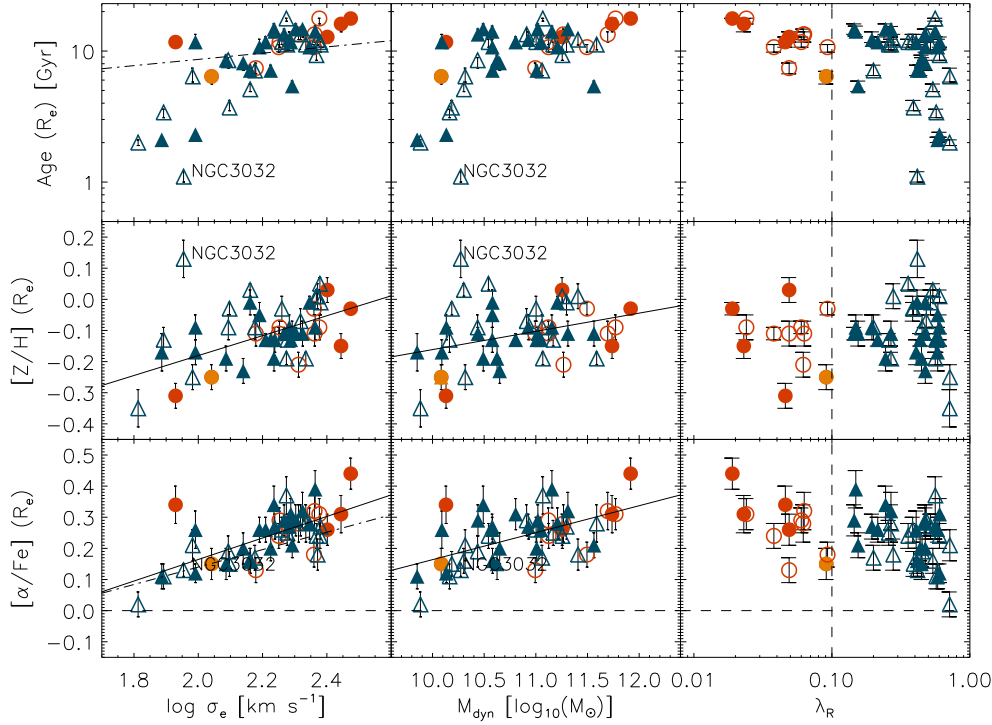 Age (Rₑ) [Gyr]
10
1
NGC3032
NGC3032
[Z/H] (Rₑ)
0.2
0.1
0.0
−0.1
−0.2
−0.3
−0.4
NGC3032
NGC3032
[α/Fe] (Rₑ)
0.5
0.4
0.3
0.2
0.1
0.0
−0.1
NGC3032
NGC3032
1.8 2.0 2.2 2.4
10.0 10.5 11.0 11.5 12.0
0.01 0.10 1.00
log σₑ [km s⁻¹]
M_dyn [log₁₀(M_⊙)]
λ_R